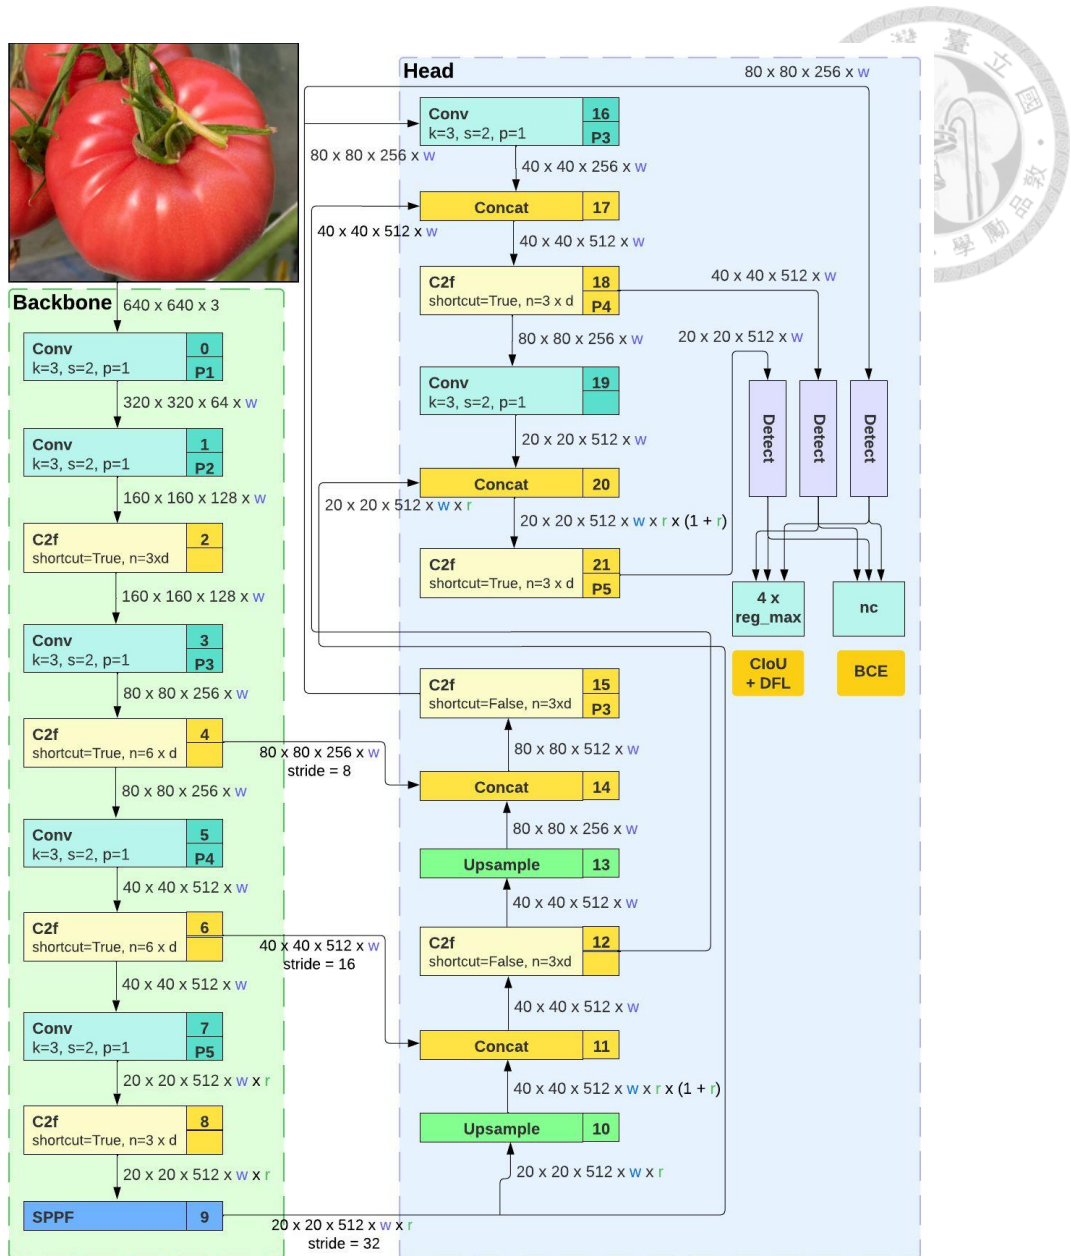 Backbone
640 x 640 x 3
Conv
k=3, s=2, p=1
0
P1
320 x 320 x 64 x w
Conv
k=3, s=2, p=1
1
P2
160 x 160 x 128 x w
C2f
shortcut=True, n=3xd
2
160 x 160 x 128 x w
Conv
k=3, s=2, p=1
3
P3
80 x 80 x 256 x w
C2f
shortcut=True, n=6 x d
4
80 x 80 x 256 x w
stride = 8
80 x 80 x 256 x w
Conv
k=3, s=2, p=1
5
P4
40 x 40 x 512 x w
C2f
shortcut=True, n=6 x d
6
40 x 40 x 512 x w
stride = 16
40 x 40 x 512 x w
Conv
k=3, s=2, p=1
7
P5
20 x 20 x 512 x w x r
C2f
shortcut=True, n=3 x d
8
20 x 20 x 512 x w x r
SPPF
9
20 x 20 x 512 x w x r
stride = 32
Head
80 x 80 x 256 x w
Conv
k=3, s=2, p=1
16
P3
80 x 80 x 256 x w
40 x 40 x 256 x w
Concat
17
40 x 40 x 512 x w
40 x 40 x 512 x w
C2f
shortcut=True, n=3 x d
18
P4
40 x 40 x 512 x w
80 x 80 x 256 x w
20 x 20 x 512 x w
Conv
k=3, s=2, p=1
19
20 x 20 x 512 x w
Concat
20
20 x 20 x 512 x w x r
20 x 20 x 512 x w x r x (1 + r)
C2f
shortcut=True, n=3 x d
21
P5
Detect
Detect
Detect
4 x
reg_max
nc
CIoU
+ DFL
BCE
C2f
shortcut=False, n=3xd
15
P3
80 x 80 x 512 x w
Concat
14
80 x 80 x 256 x w
Upsample
13
40 x 40 x 512 x w
C2f
shortcut=False, n=3xd
12
40 x 40 x 512 x w
Concat
11
40 x 40 x 512 x w x r x (1 + r)
Upsample
10
20 x 20 x 512 x w x r
臺立國
敦品勵學